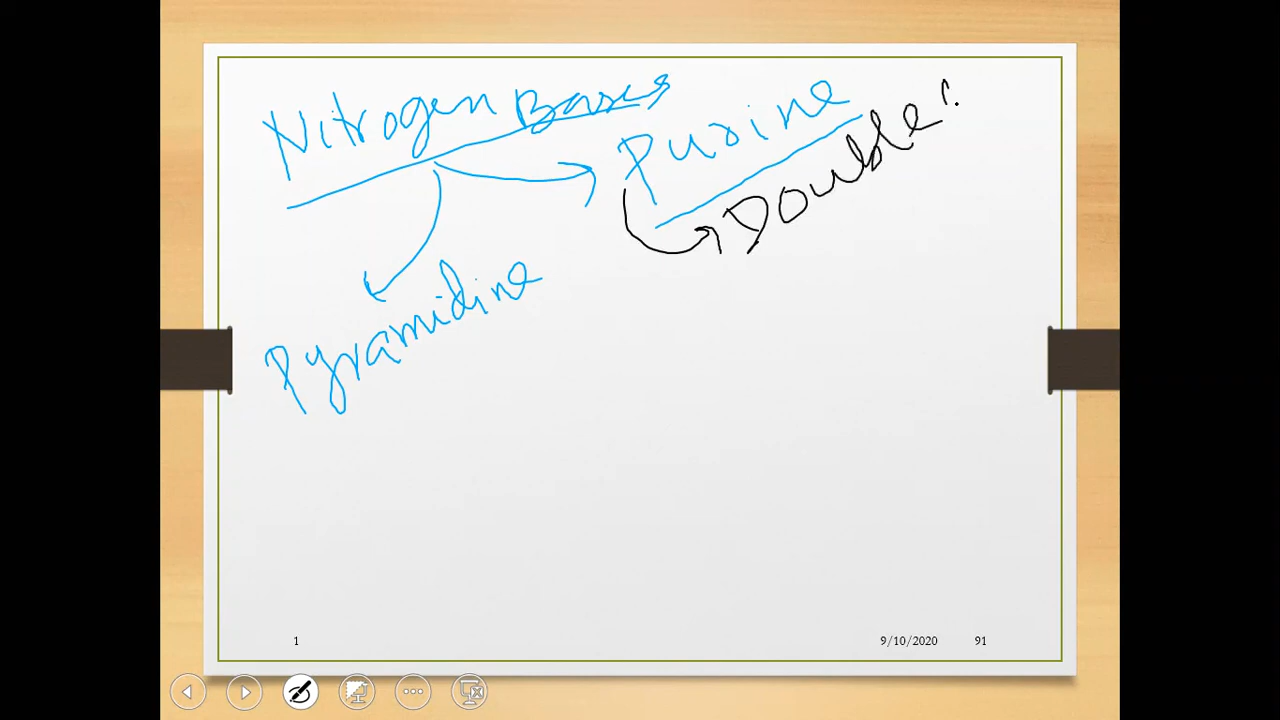 Nitrogen Bases
Purine
Double
Pyramidine
1
9/10/2020
91